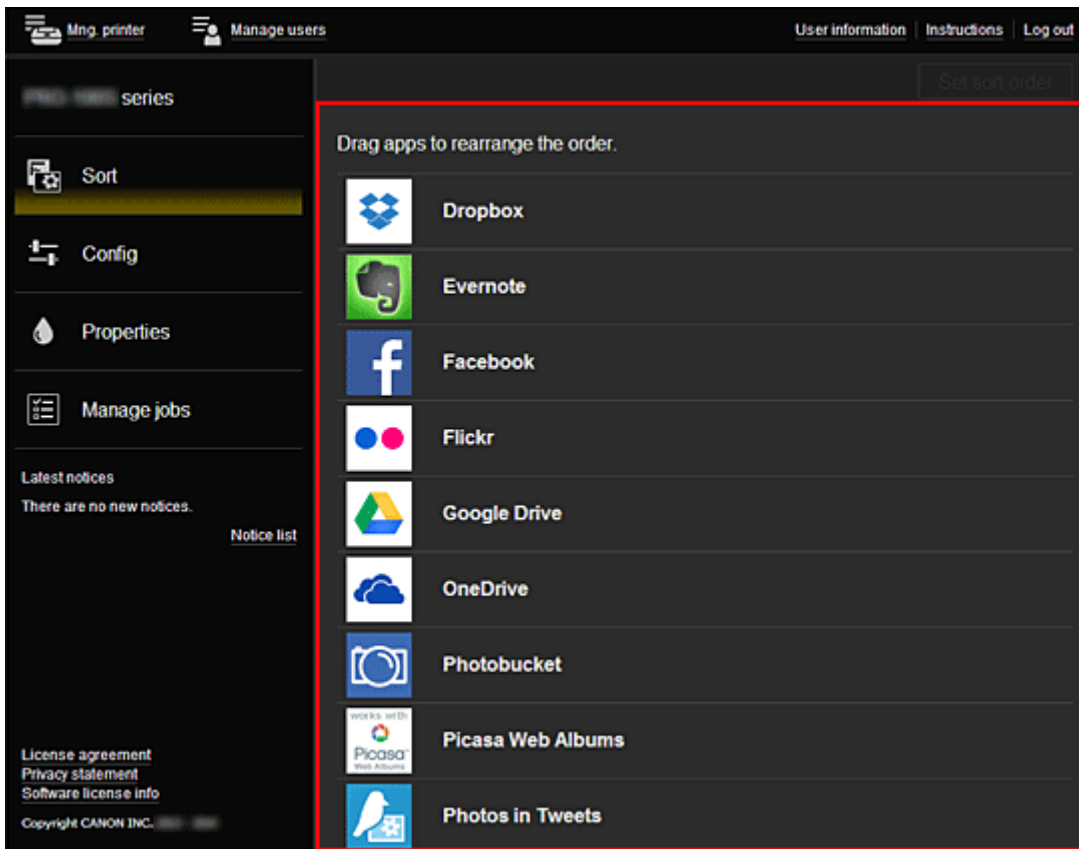 Mng. printer
Manage users
User information
Instructions
Log out
series
Set sort order
Sort
Config
Properties
Manage jobs
Latest notices
There are no new notices.
Notice list
License agreement
Privacy statement
Software license info
Copyright CANON INC.
Drag apps to rearrange the order.
Dropbox
Evernote
Facebook
f
Flickr
Google Drive
OneDrive
Photobucket
works with
Picasa
Web Albums
Picasa Web Albums
Photos in Tweets